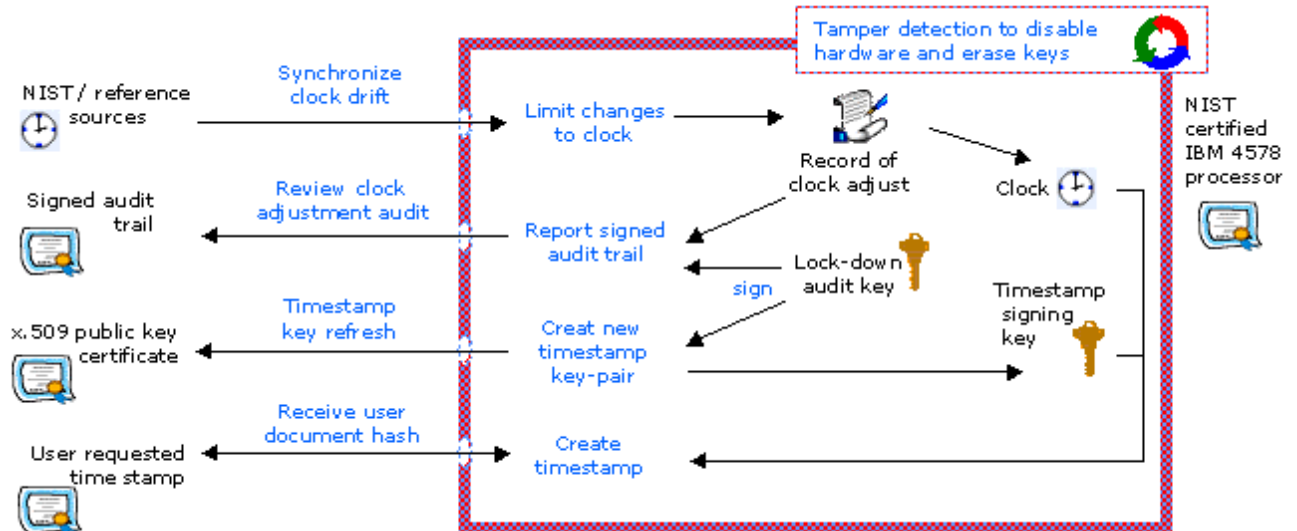 Tamper detection to disable
hardware and erase keys
Synchronize
clock drift
NIST / reference
sources
Limit changes
to clock
NIST
certified
IBM 4578
processor
Record of
clock adjust
Clock
Review clock
adjustment audit
Signed audit
trail
Report signed
audit trail
Lock-down
audit key
sign
Timestamp
signing
key
Timestamp
key refresh
x.509 public key
certificate
Creat new
timestamp
key-pair
Receive user
document hash
User requested
time stamp
Create
timestamp